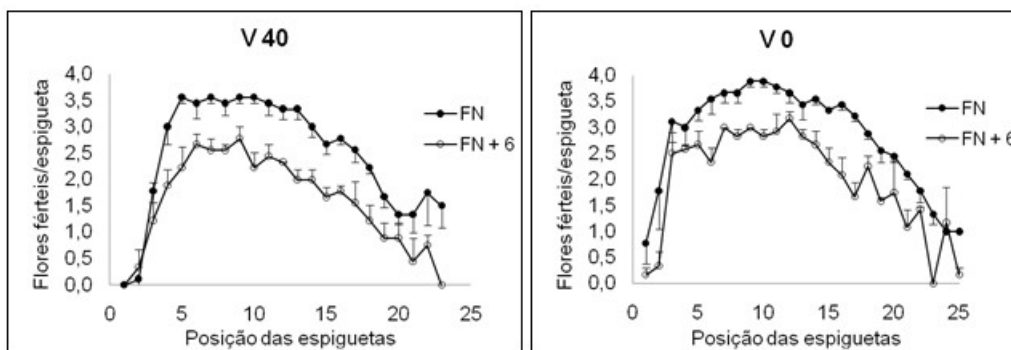 V 40
4,0
3,5
3,0
2,5
2,0
1,5
1,0
0,5
0,0
0 5 10 15 20 25
Flores férteis/espigueta
Posição das espiguetas
FN
FN + 6
V 0
4,0
3,5
3,0
2,5
2,0
1,5
1,0
0,5
0,0
0 5 10 15 20 25
Flores férteis/espigueta
Posição das espiguetas
FN
FN + 6